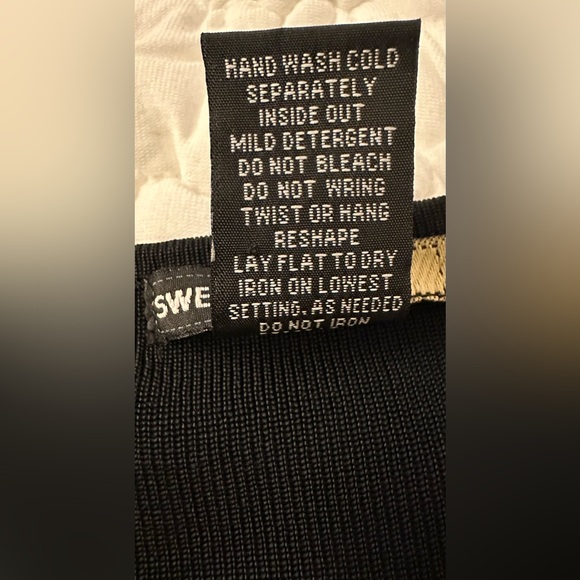 HAND WASH COLD
SEPARATELY
INSIDE OUT
MILD DETERGENT
DO NOT BLEACH
DO NOT WRING
TWIST OR HANG
RESHAPE
LAY FLAT TO DRY
IRON ON LOWEST
SETTING. AS NEEDED
DO NOT IRON
SWE